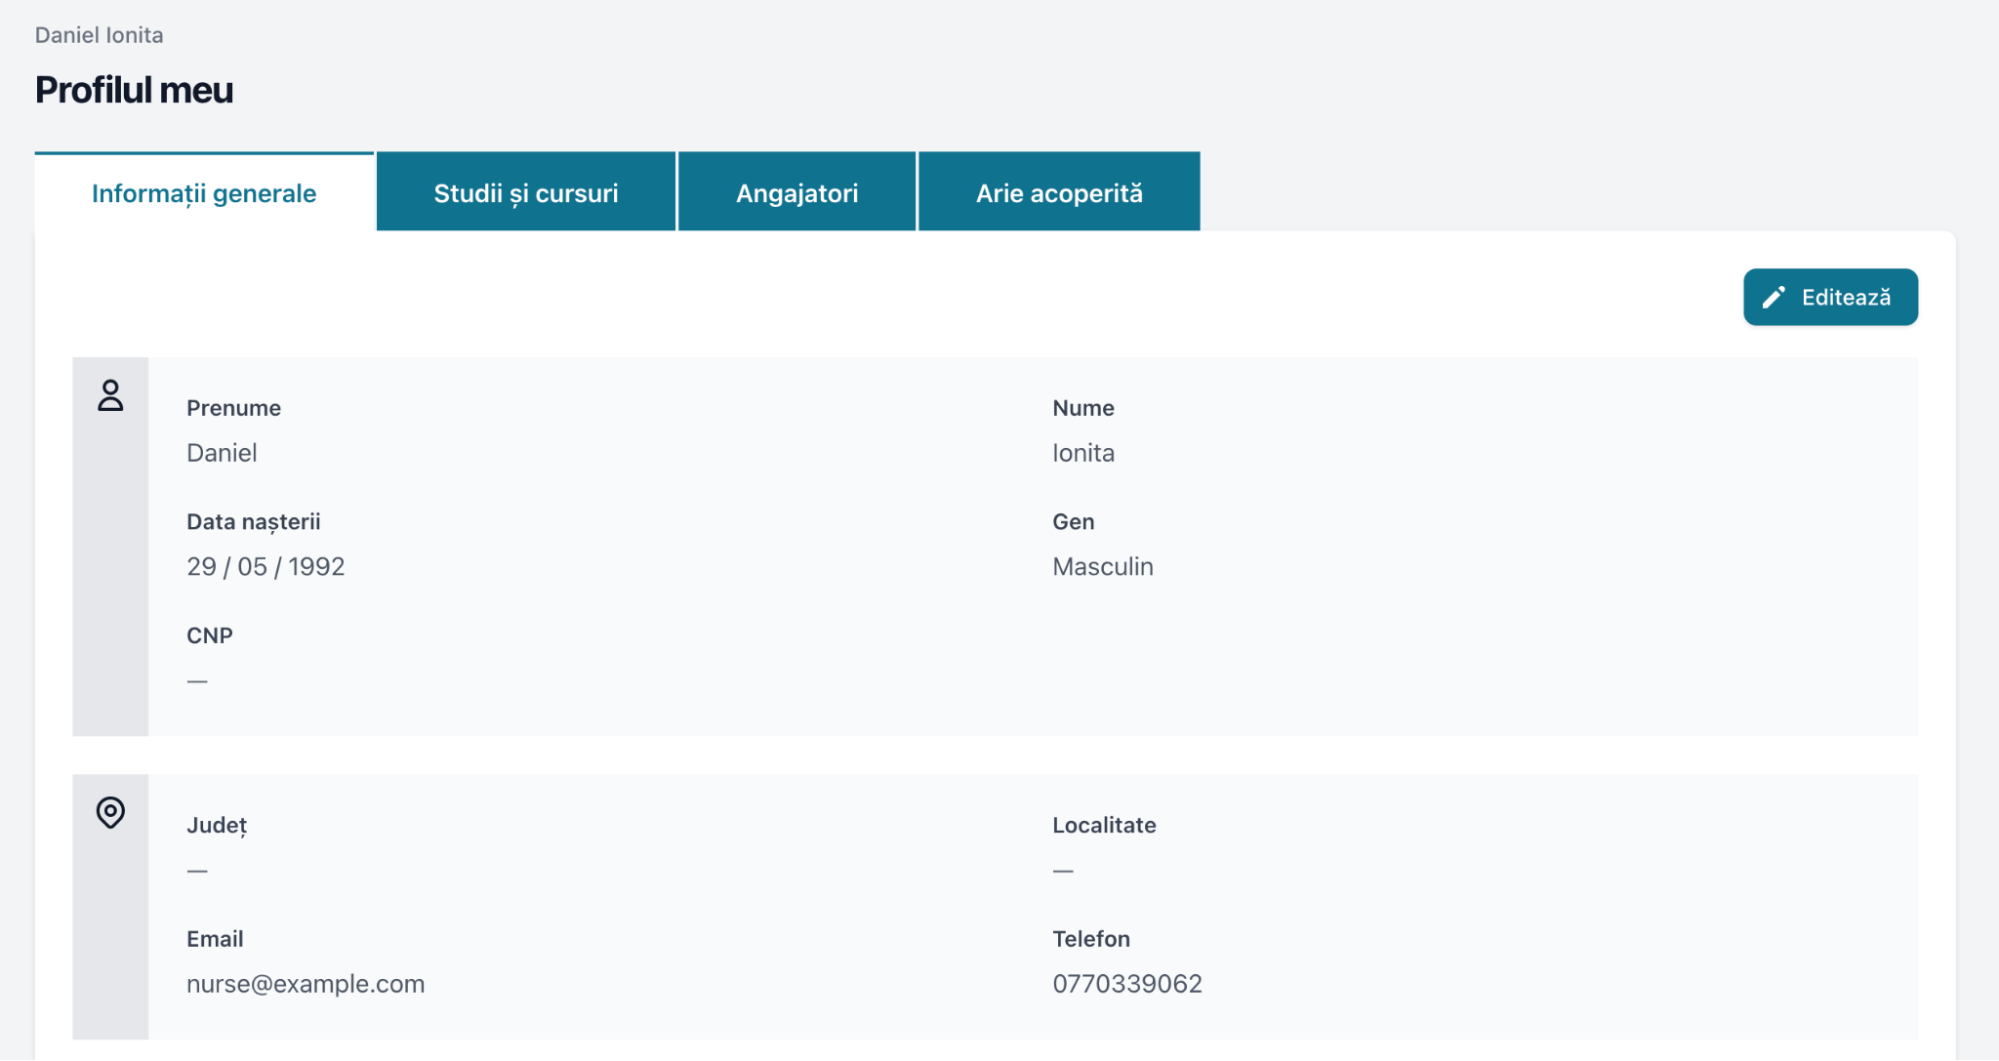 Daniel Ionita
Profilul meu
Informații generale
Studii și cursuri
Angajatori
Arie acoperită
Editează
Prenume
Nume
Daniel
Ionita
Data nașterii
Gen
29 / 05 / 1992
Masculin
CNP
—
Județ
Localitate
—
—
Email
Telefon
nurse@example.com
0770339062